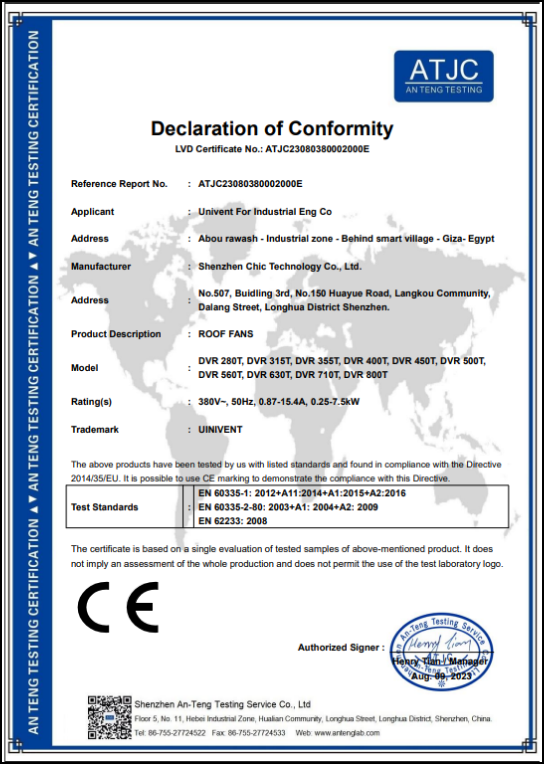 AN TENG TESTING CERTIFICATION ▲▼ AN TENG TESTING CERTIFICATION ▲▼ AN TENG TESTING CERTIFICATION
ATJC
AN TENG TESTING
Declaration of Conformity
LVD Certificate No.: ATJC23080380002000E
Reference Report No. : ATJC23080380002000E
Applicant : Univent For Industrial Eng Co
Address : Abou rawash - Industrial zone - Behind smart village - Giza- Egypt
Manufacturer : Shenzhen Chic Technology Co., Ltd.
Address : No.507, Buidling 3rd, No.150 Huayue Road, Langkou Community,
Dalang Street, Longhua District Shenzhen.
Product Description : ROOF FANS
Model : DVR 280T, DVR 315T, DVR 355T, DVR 400T, DVR 450T, DVR 500T,
DVR 560T, DVR 630T, DVR 710T, DVR 800T
Rating(s) : 380V~, 50Hz, 0.87-15.4A, 0.25-7.5kW
Trademark : UINIVENT
The above products have been tested by us with listed standards and found in compliance with the Directive
2014/35/EU. It is possible to use CE marking to demonstrate the compliance with this Directive.
Test Standards : EN 60335-1: 2012+A11:2014+A1:2015+A2:2016
EN 60335-2-80: 2003+A1: 2004+A2: 2009
EN 62233: 2008
The certificate is based on a single evaluation of tested samples of above-mentioned product. It does
not imply an assessment of the whole production and does not permit the use of the test laboratory logo.
CE
Authorized Signer :
An-Teng Testing Service
Henry Tian
ATJC
Henry Tian / Manager
Aug. 09, 2023
Shenzhen An-Teng Testing Service Co., Ltd
Floor 5, No. 11, Hebei Industrial Zone, Hualian Community, Longhua Street, Longhua District, Shenzhen, China.
Tel: 86-755-27724522 Fax: 86-755-27724533 Web: www.antenglab.com